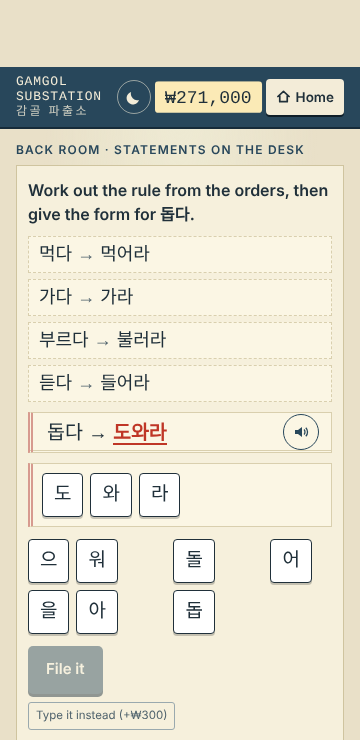 GAMGOL
SUBSTATION
감골 파출소
₩271,000
Home
BACK ROOM · STATEMENTS ON THE DESK
Work out the rule from the orders, then
give the form for 돕다.
먹다 → 먹어라
가다 → 가라
부르다 → 불러라
듣다 → 들어라
돕다 → 도와라
도 와 라
으 워 돌 어
을 아 돕
File it
Type it instead (+₩300)